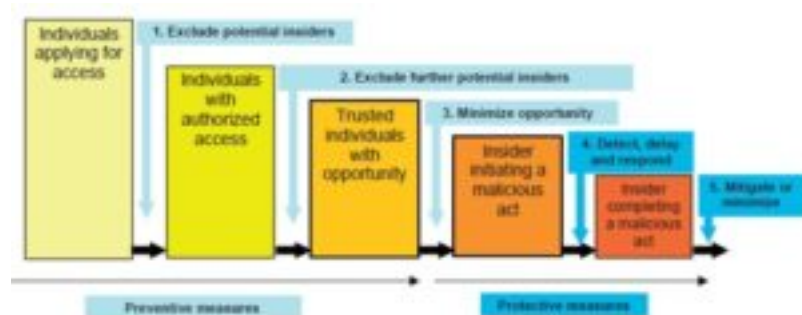 Individuals
applying for
access
1. Exclude potential insiders
Individuals
with
authorized
access
2. Exclude further potential insiders
Trusted
individuals
with
opportunity
3. Minimize opportunity
Insider
initiating a
malicious
act
4. Detect, delay
and respond
Insider
completing
a malicious
act
5. Mitigate or
minimize
Preventive measures
Protective measures